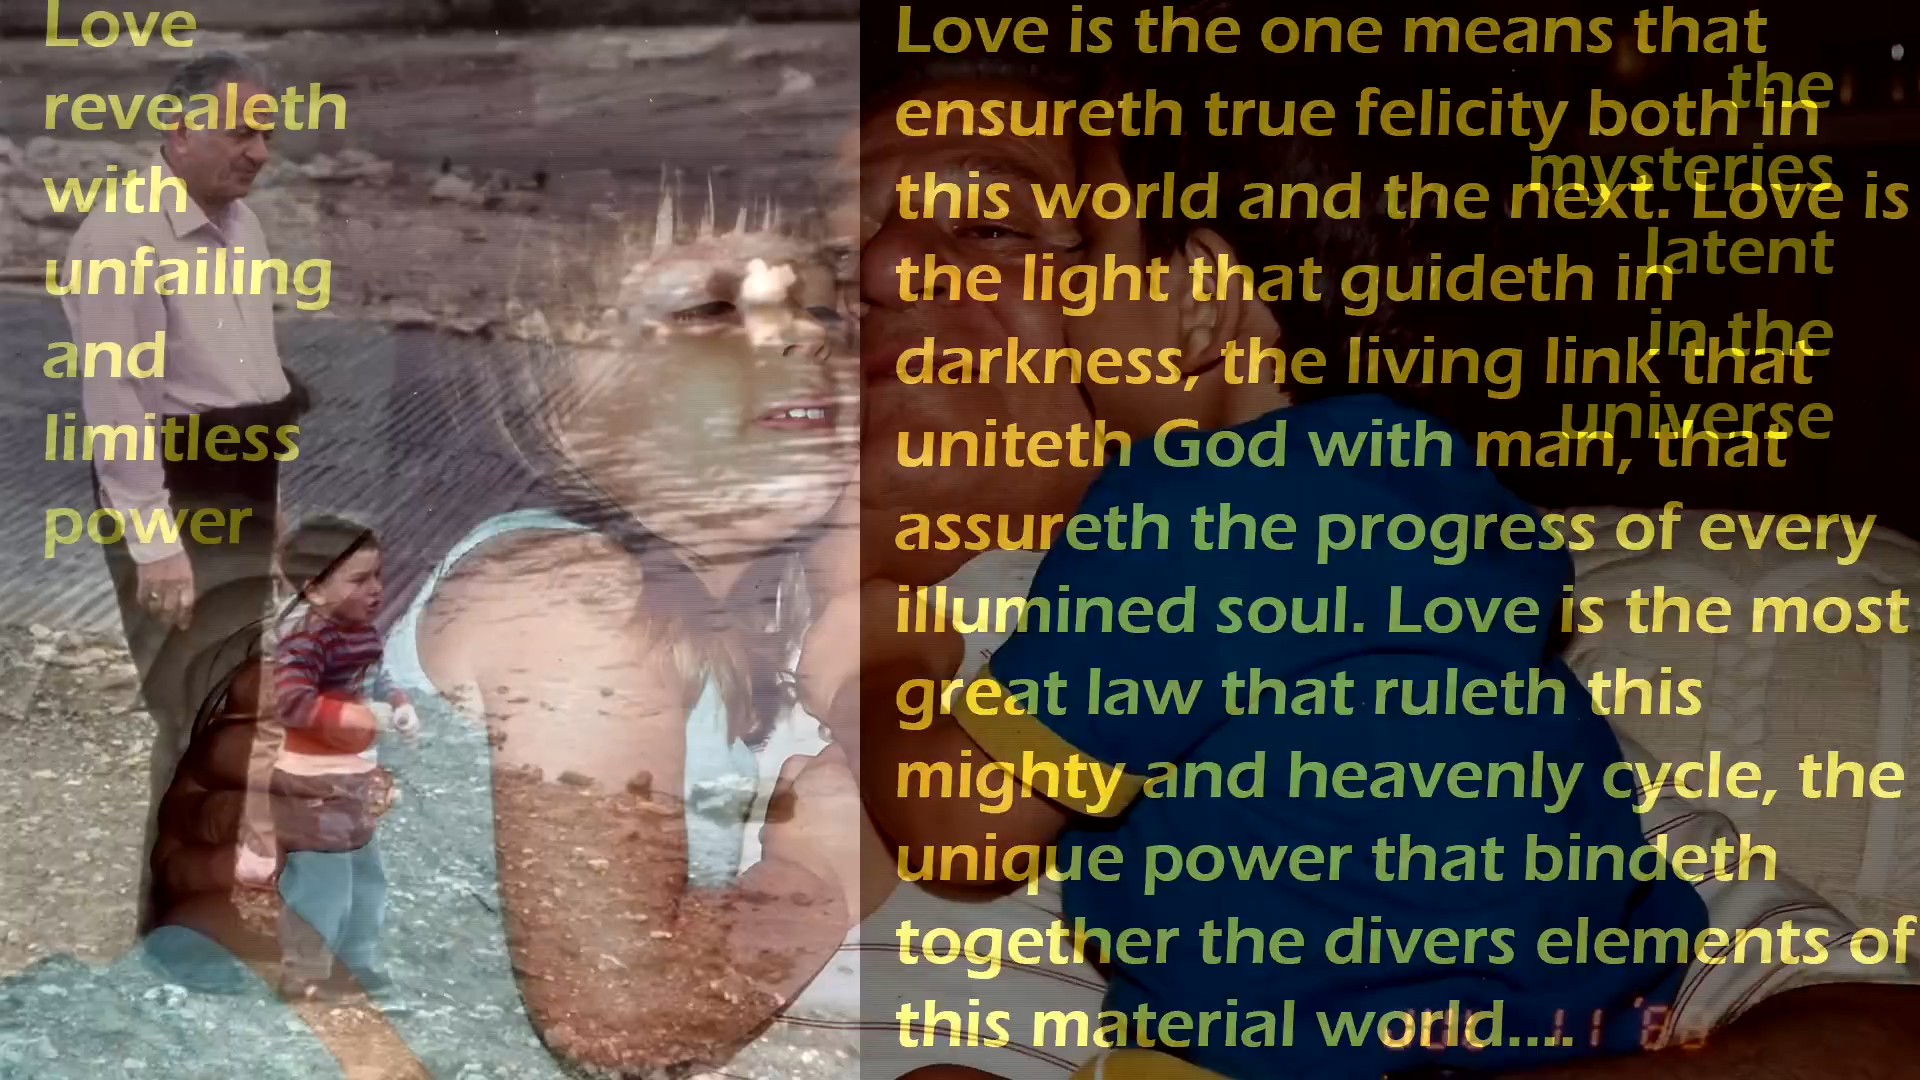 Love
revealeth
with
unfailing
and
limitless
power
Love is the one means that
ensureth true felicity both in
this world and the next. Love is
the light that guideth in
darkness, the living link that
uniteth God with man, that
assureth the progress of every
illumined soul. Love is the most
great law that ruleth this
mighty and heavenly cycle, the
unique power that bindeth
together the divers elements of
this material world....
the
mysteries
latent
in the
universe